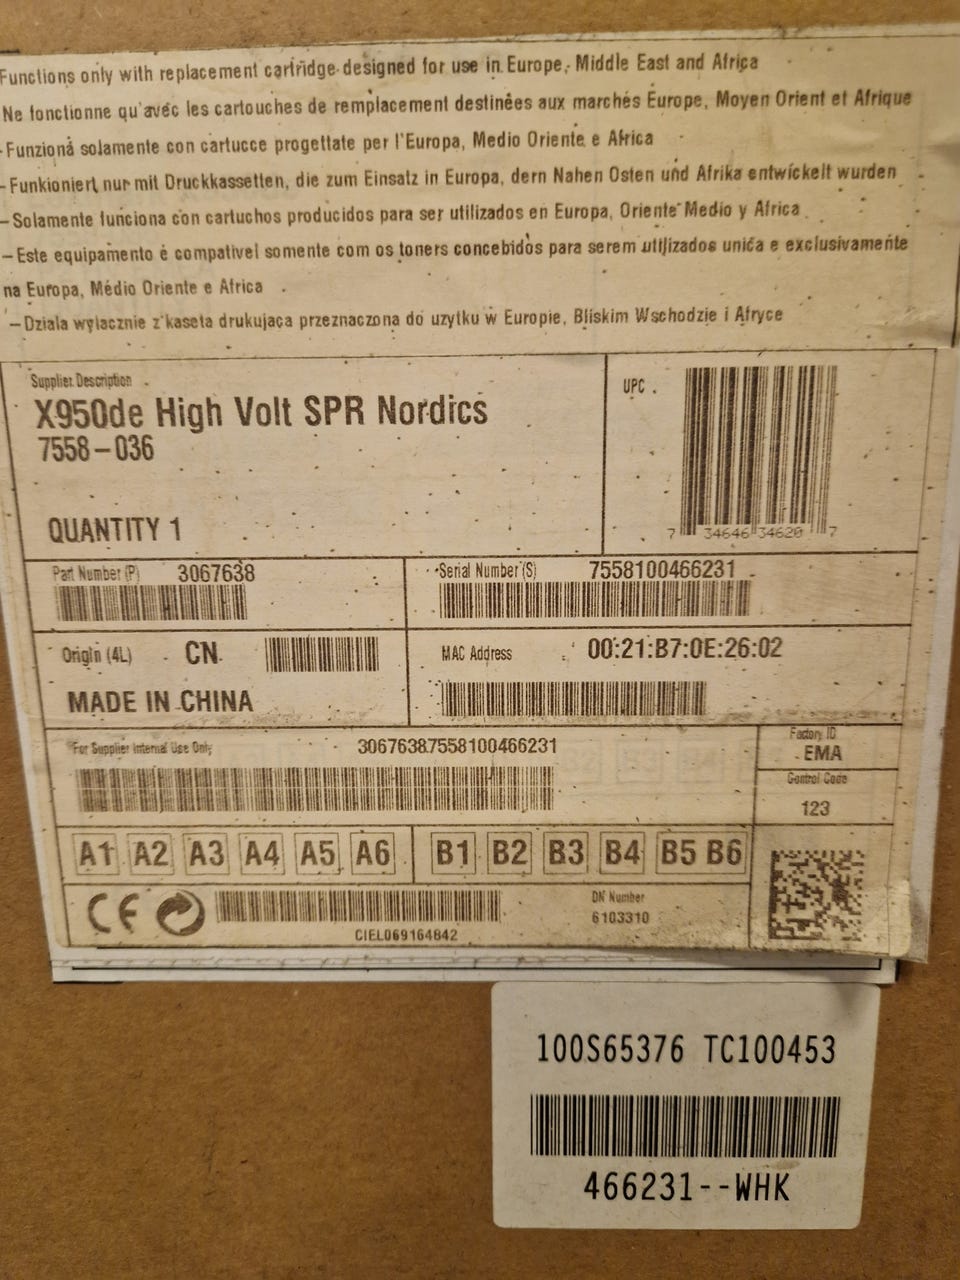 Functions only with replacement cartridge designed for use in Europe, Middle East and Africa
Ne fonctionne qu'avec les cartouches de remplacement destinées aux marchés Europe, Moyen Orient et Afrique
-Funziona solamente con cartucce progettate per l'Europa, Medio Oriente e Africa
-Funkioniert nur mit Druckkassetten, die zum Einsatz in Europa, dern Nahen Osten und Afrika entwickelt wurden
-Solamente funciona con cartuchos producidos para ser utilizados en Europa, Oriente Medio y Africa
-Este equipamento é compativel somente com os toners concebidos para serem utilizados unica e exclusivamente
na Europa, Médio Oriente e Africa
-Dziala wylacznie z kaseta drukujaca przeznaczona do uzytku w Europie, Bliskim Wschodzie i Afryce
Supplier Description
X950de High Volt SPR Nordics
7558-036
QUANTITY 1
UPC
7 34646 34620 7
Part Number (P) 3067638
Serial Number (S) 7558100466231
Origin (4L) CN
MADE IN CHINA
MAC Address 00:21:B7:0E:26:02
For Supplier Internal Use Only 30676387558100466231
Factory ID
EMA
Control Code
123
A1 A2 A3 A4 A5 A6 B1 B2 B3 B4 B5 B6
CE
CIEL069164842
DN Number
6103310
100S65376 TC100453
466231--WHK